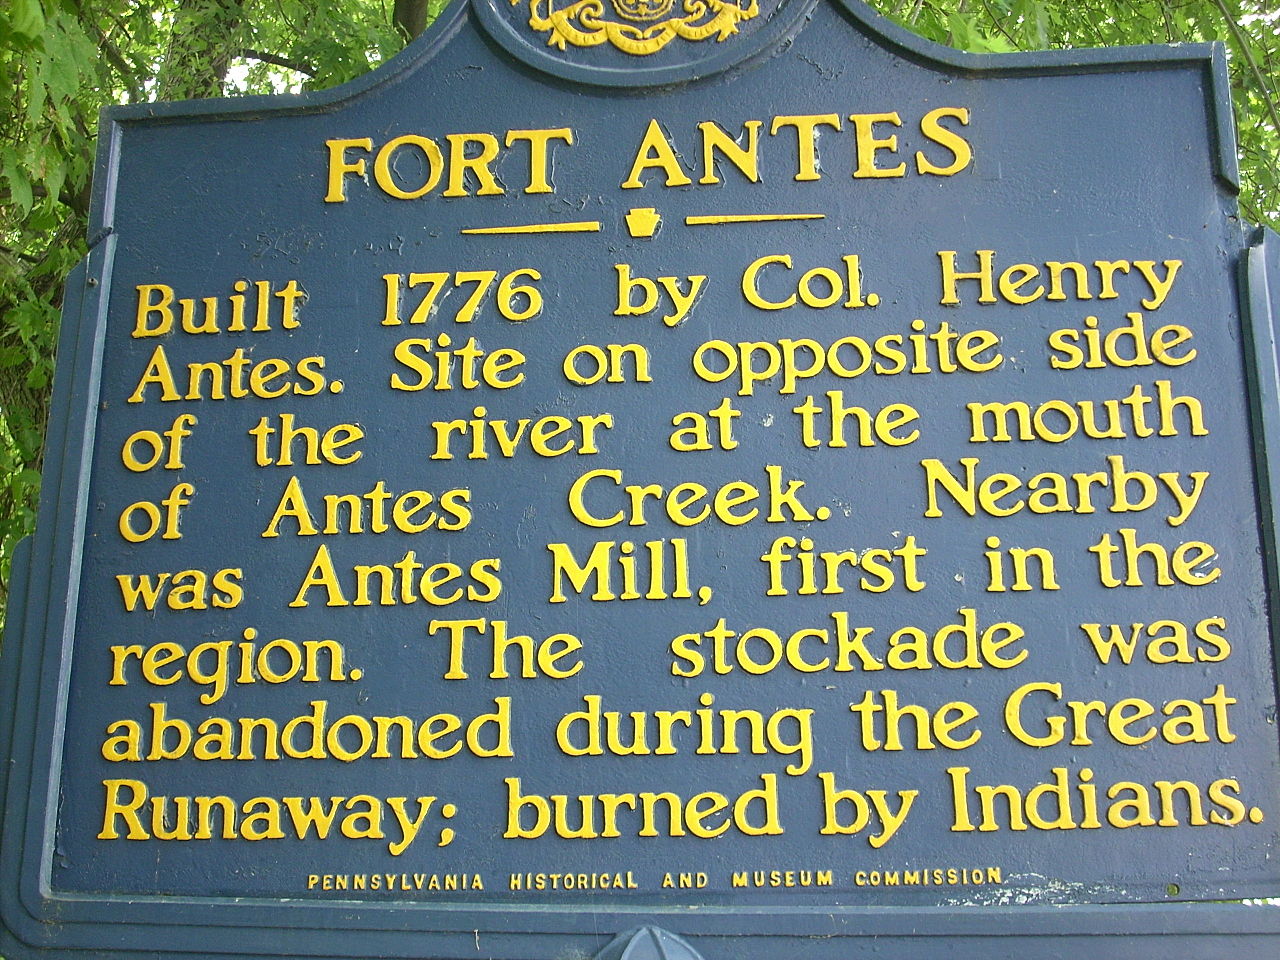 FORT ANTES
Built 1776 by Col. Henry
Antes. Site on opposite side
of the river at the mouth
of Antes Creek. Nearby
was Antes Mill, first in the
region. The stockade was
abandoned during the Great
Runaway; burned by Indians.
PENNSYLVANIA HISTORICAL AND MUSEUM COMMISSION